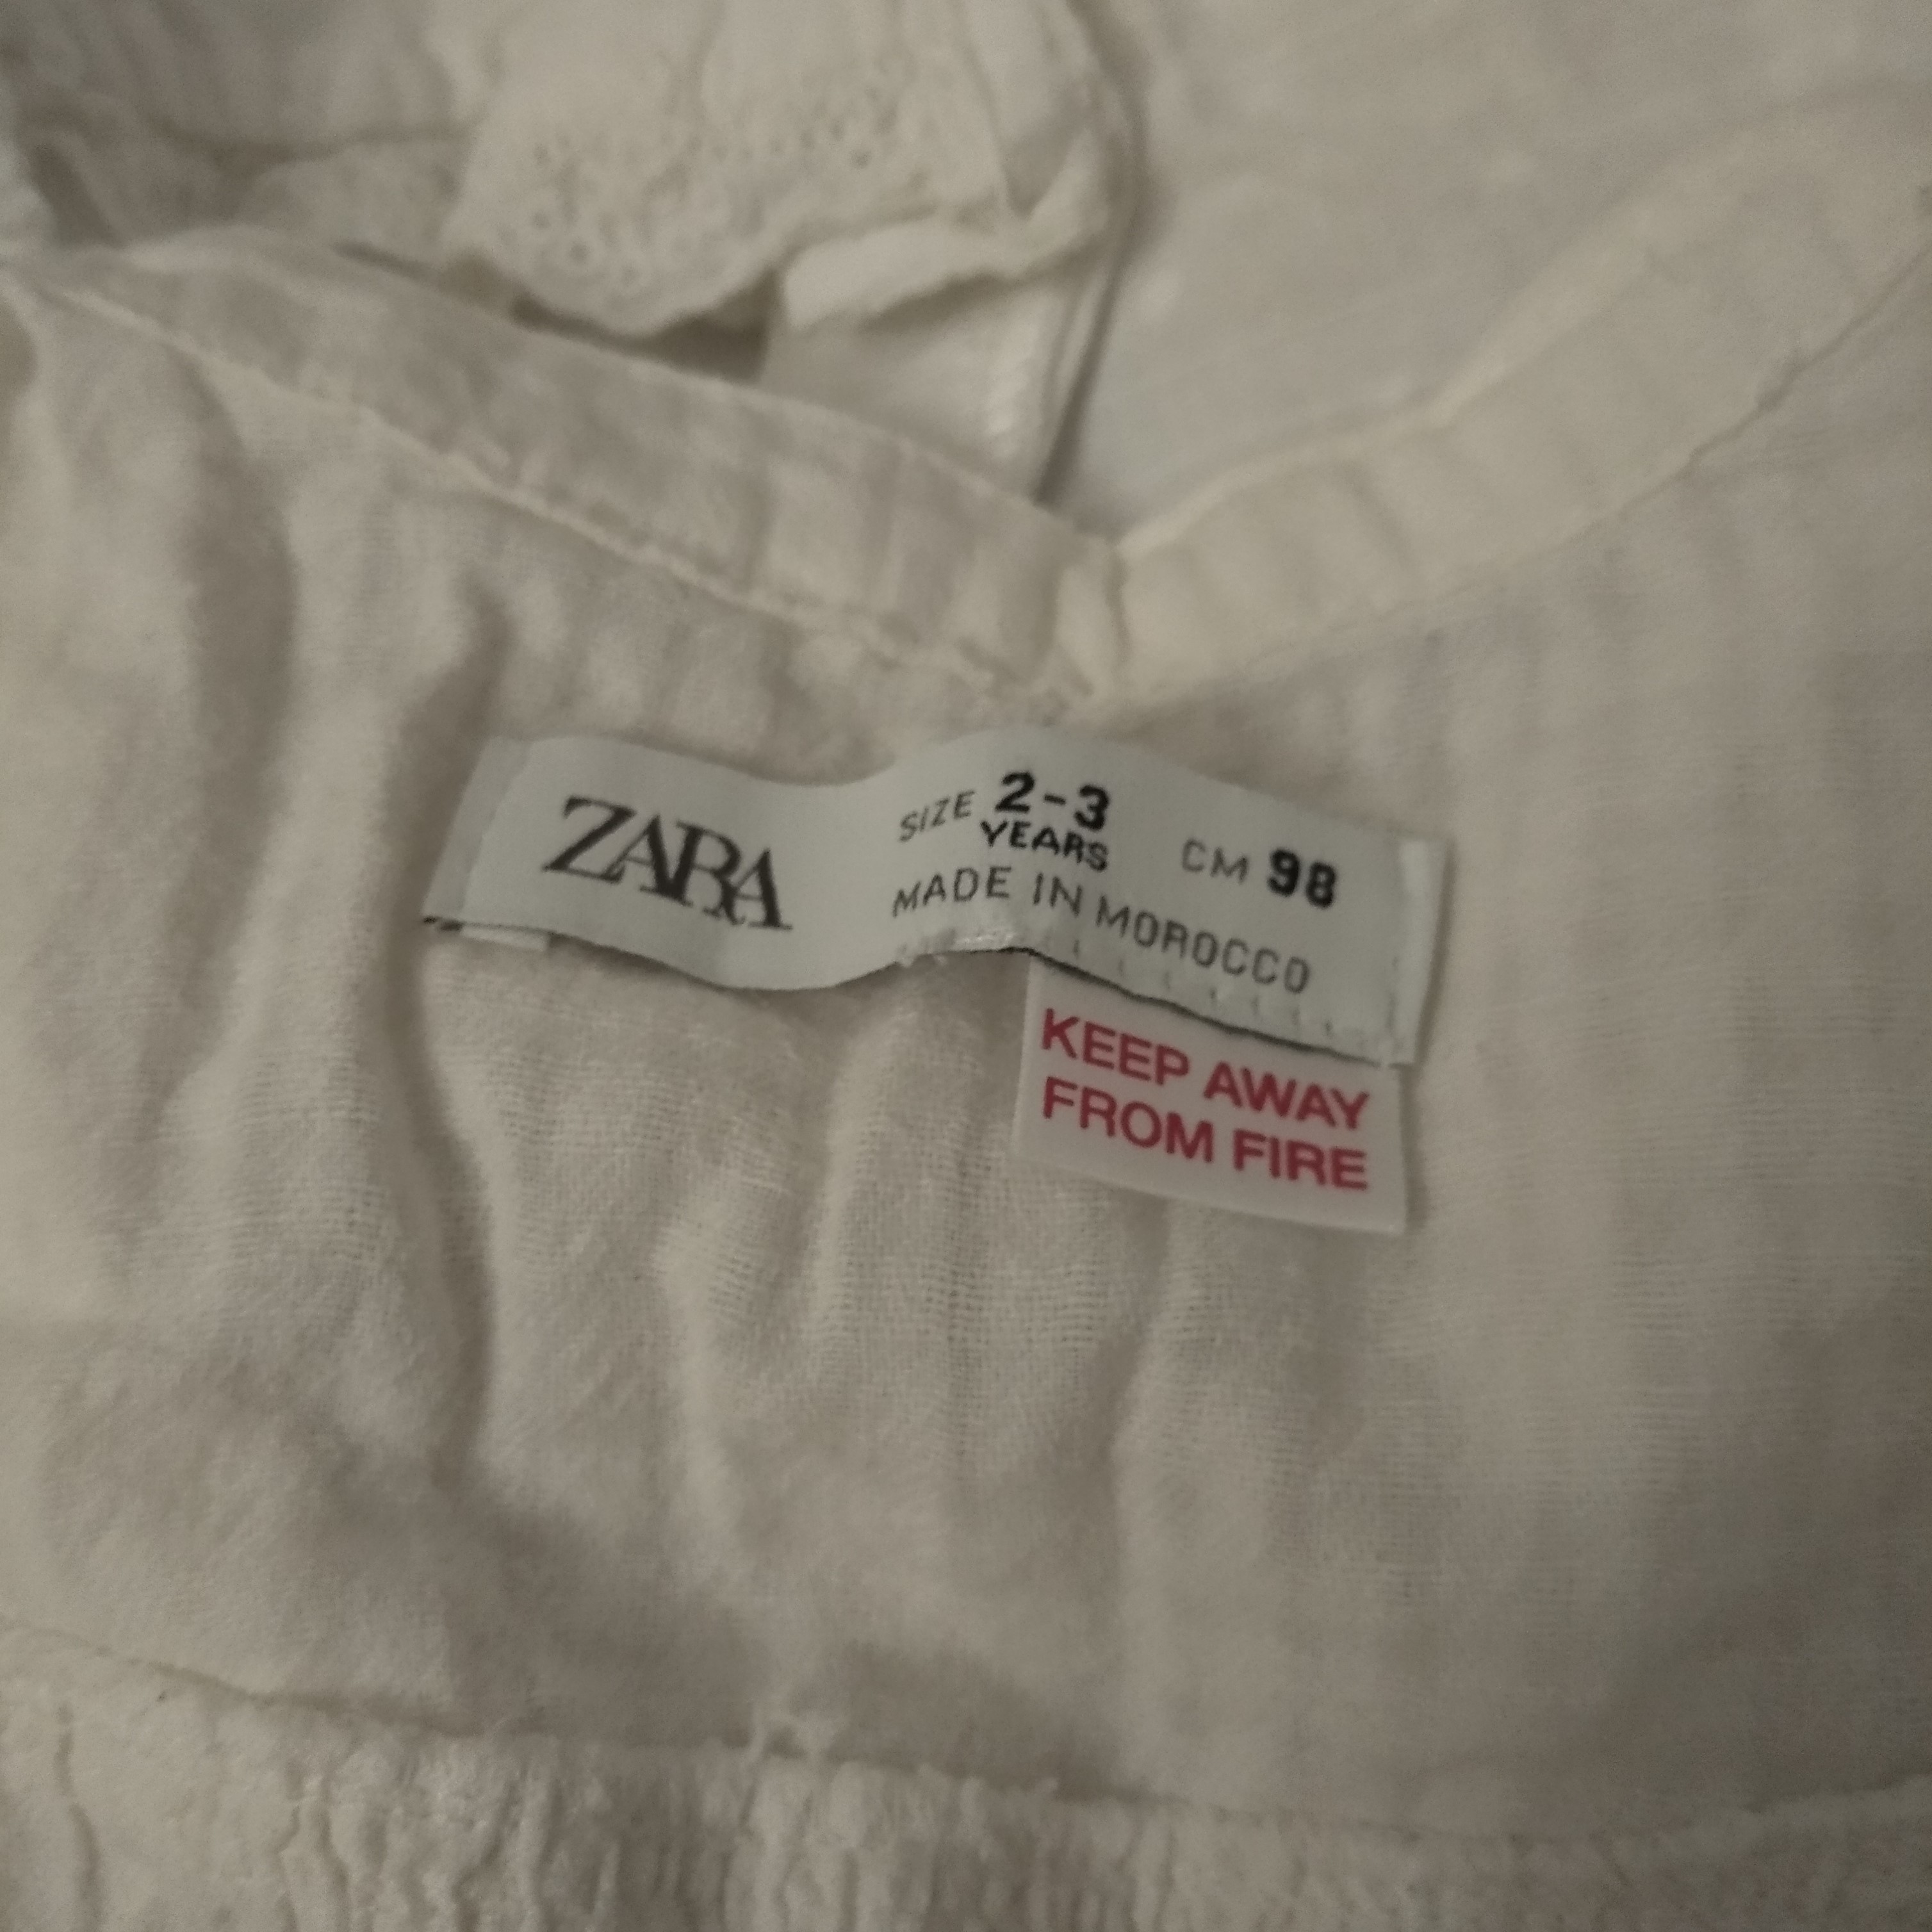 ZARA
SIZE 2-3 YEARS CM 98
MADE IN MOROCCO
KEEP AWAY
FROM FIRE